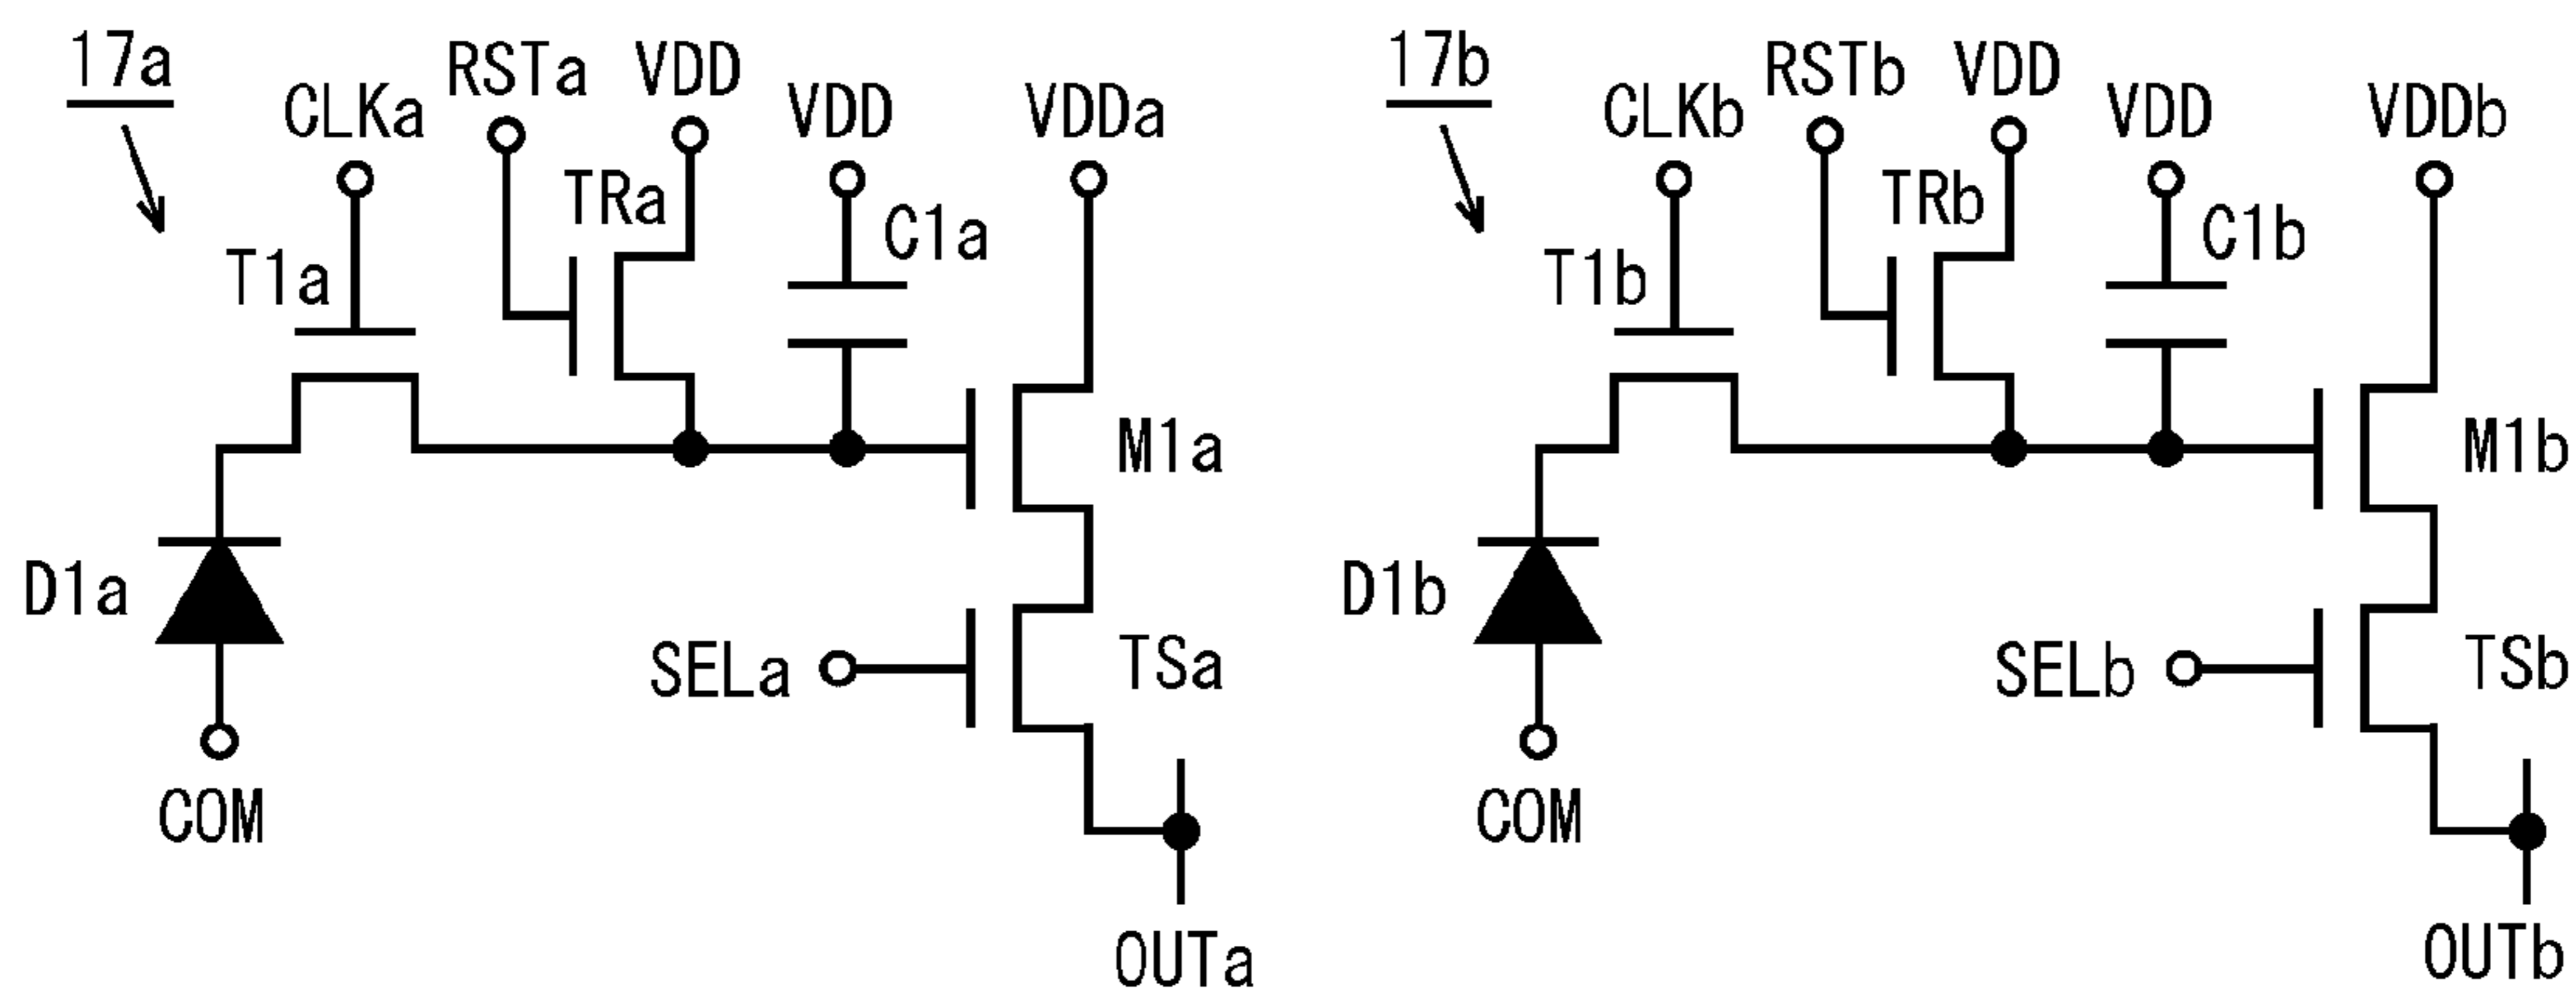 17a
CLKa
RSTa
VDD
VDD
VDDa
TRa
C1a
T1a
M1a
D1a
SELa
TSa
COM
OUTa
17b
CLKb
RSTb
VDD
VDD
VDDb
TRb
C1b
T1b
M1b
D1b
SELb
TSb
COM
OUTb